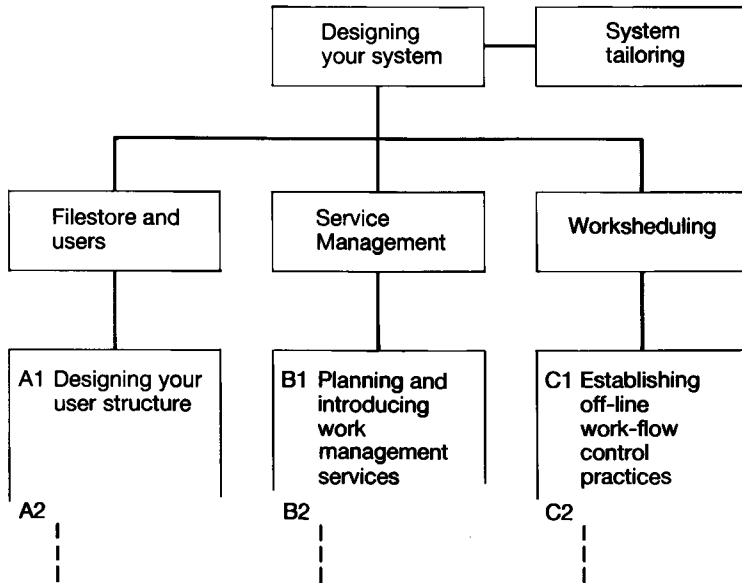 Designing
your system
System
tailoring
Filestore and
users
Service
Management
Worksheduling
A1 Designing your
user structure
B1 Planning and
introducing
work
management
services
C1 Establishing
off-line
work-flow
control
practices
A2
B2
C2